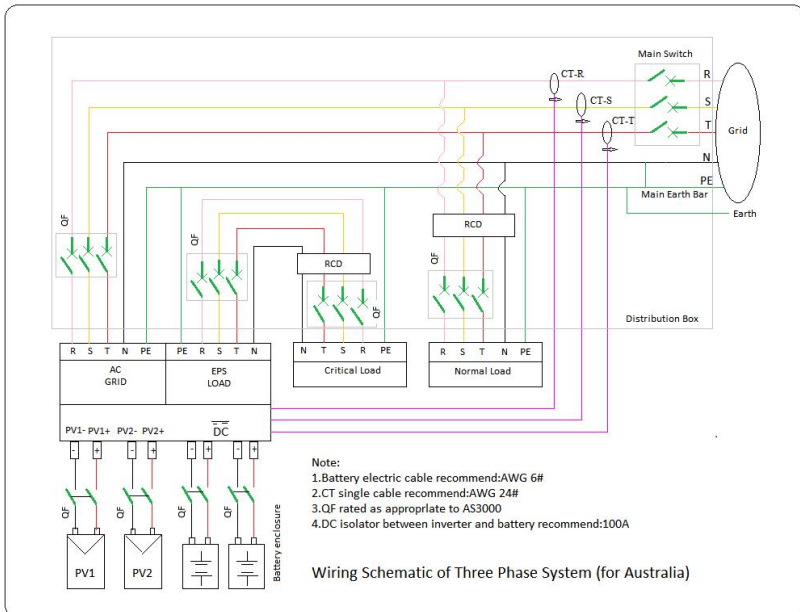 Main Switch
CT-R
R
CT-S
S
CT-T
T
Grid
N
PE
Main Earth Bar
Earth
QF
QF
RCD
QF
RCD
QF
Distribution Box
R S T N PE
PE R S T N
N T S R PE
R S T N PE
AC
GRID
EPS
LOAD
Critical Load
Normal Load
PV1- PV1+ PV2- PV2+
DC
- + - + - + - +
QF
QF
QF
QF
Battery enclosure
PV1
PV2
Note:
1.Battery electric cable recommend:AWG 6#
2.CT single cable recommend:AWG 24#
3.QF rated as approprlate to AS3000
4.DC isolator between inverter and battery recommend:100A
Wiring Schematic of Three Phase System (for Australia)